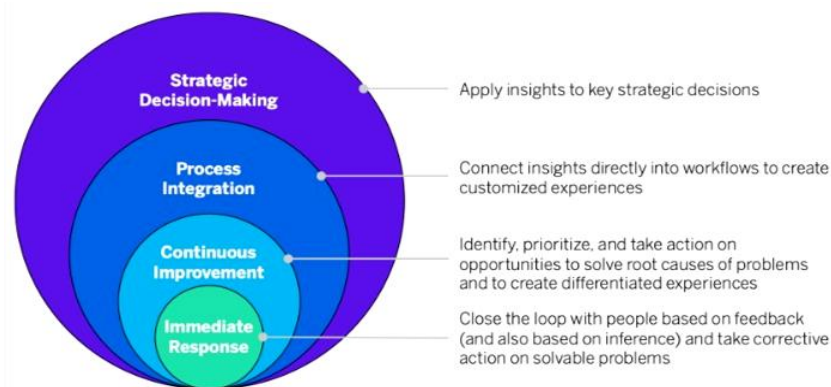 Strategic
Decision-Making
Apply insights to key strategic decisions
Process
Integration
Connect insights directly into workflows to create
customized experiences
Continuous
Improvement
Identify, prioritize, and take action on
opportunities to solve root causes of problems
and to create differentiated experiences
Immediate
Response
Close the loop with people based on feedback
(and also based on inference) and take corrective
action on solvable problems